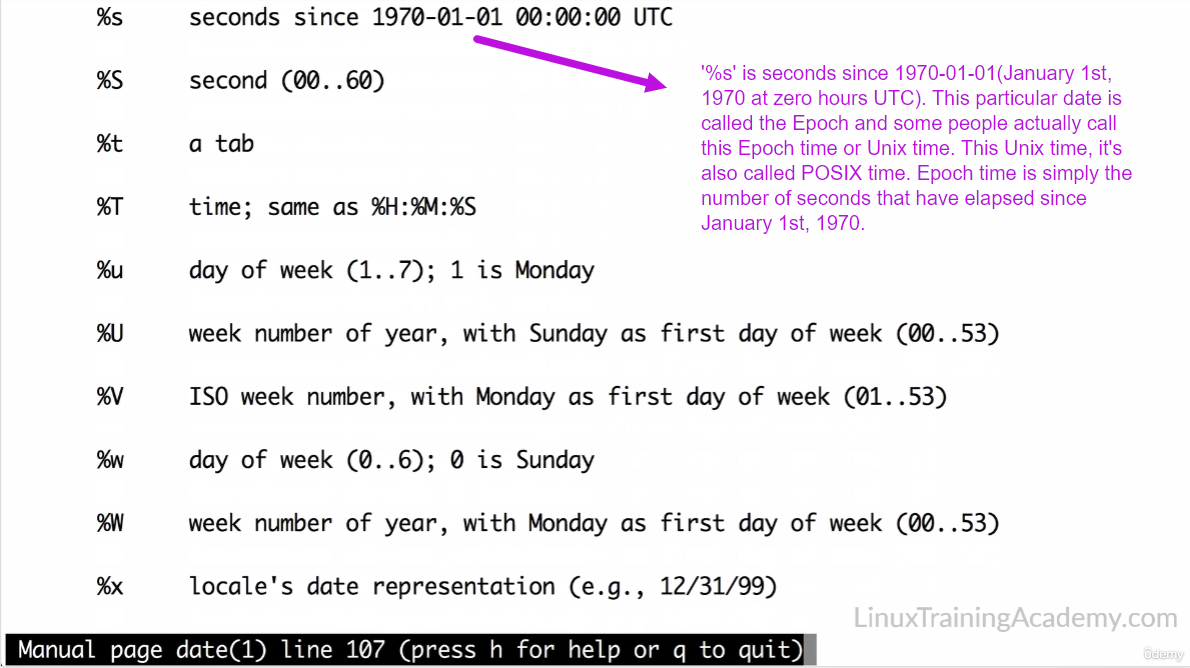 %s seconds since 1970-01-01 00:00:00 UTC
'%s' is seconds since 1970-01-01(January 1st,
1970 at zero hours UTC). This particular date is
called the Epoch and some people actually call
this Epoch time or Unix time. This Unix time, it's
also called POSIX time. Epoch time is simply the
number of seconds that have elapsed since
January 1st, 1970.
%S second (00..60)
%t a tab
%T time; same as %H:%M:%S
%u day of week (1..7); 1 is Monday
%U week number of year, with Sunday as first day of week (00..53)
%V ISO week number, with Monday as first day of week (01..53)
%w day of week (0..6); 0 is Sunday
%W week number of year, with Monday as first day of week (00..53)
%x locale's date representation (e.g., 12/31/99)
LinuxTrainingAcademy.com
Manual page date(1) line 107 (press h for help or q to quit)
ûdemy